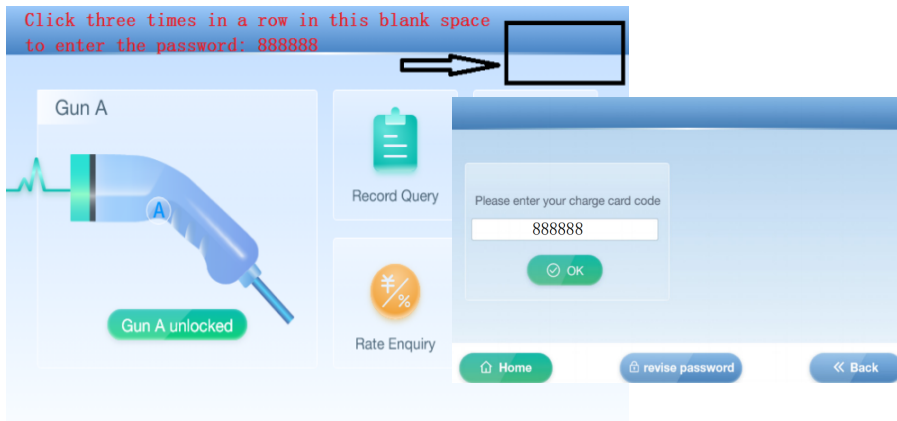 Click three times in a row in this blank space
to enter the password: 888888
Gun A
A
Gun A unlocked
Record Query
¥/%
Rate Enquiry
Please enter your charge card code
888888
OK
Home
revise password
Back